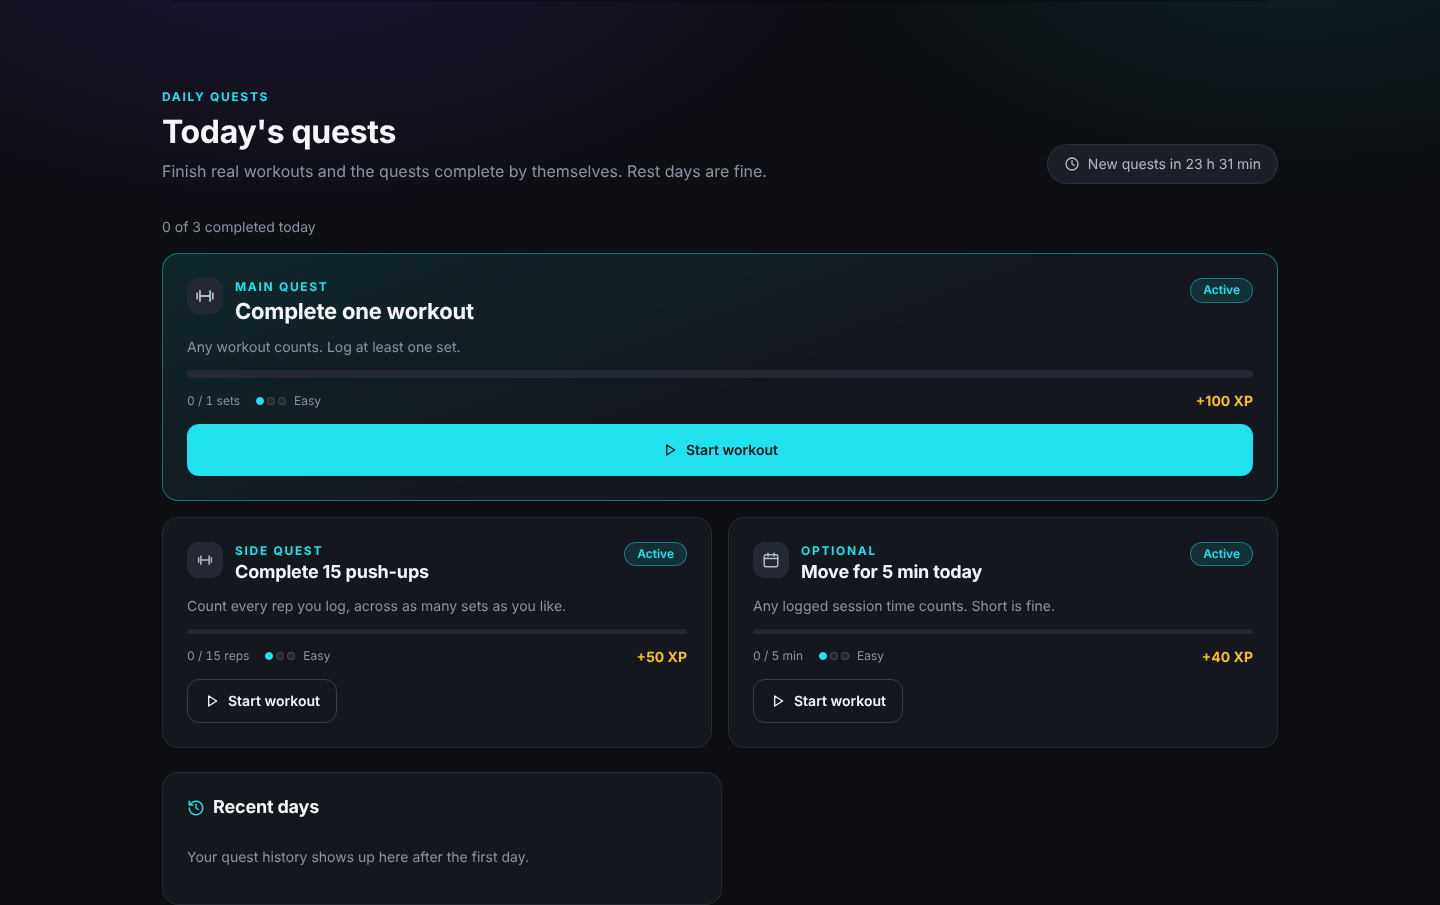 DAILY QUESTS
Today's quests
Finish real workouts and the quests complete by themselves. Rest days are fine.
New quests in 23 h 31 min
0 of 3 completed today
MAIN QUEST
Complete one workout
Active
Any workout counts. Log at least one set.
0 / 1 sets
Easy
+100 XP
Start workout
SIDE QUEST
Complete 15 push-ups
Active
Count every rep you log, across as many sets as you like.
0 / 15 reps
Easy
+50 XP
Start workout
OPTIONAL
Move for 5 min today
Active
Any logged session time counts. Short is fine.
0 / 5 min
Easy
+40 XP
Start workout
Recent days
Your quest history shows up here after the first day.